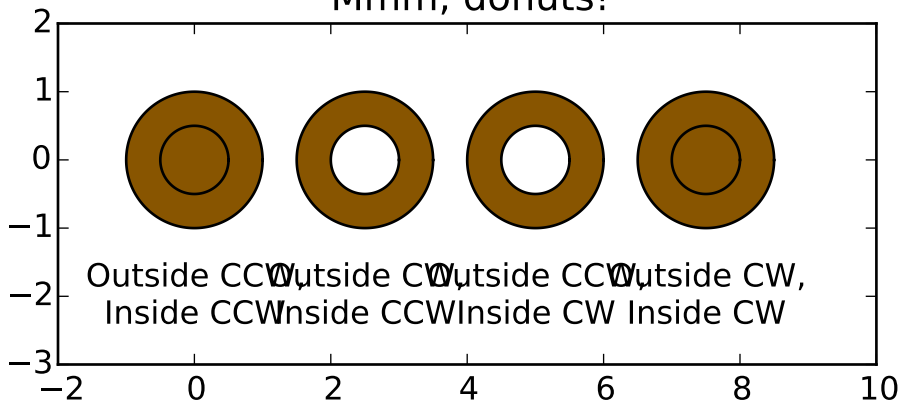 Mmm, donuts!
2
1
0
−1
−2
−3
Outside CCW,
Inside CCW
Outside CW,
Inside CCW
Outside CCW,
Inside CW
Outside CW,
Inside CW
−2 0 2 4 6 8 10